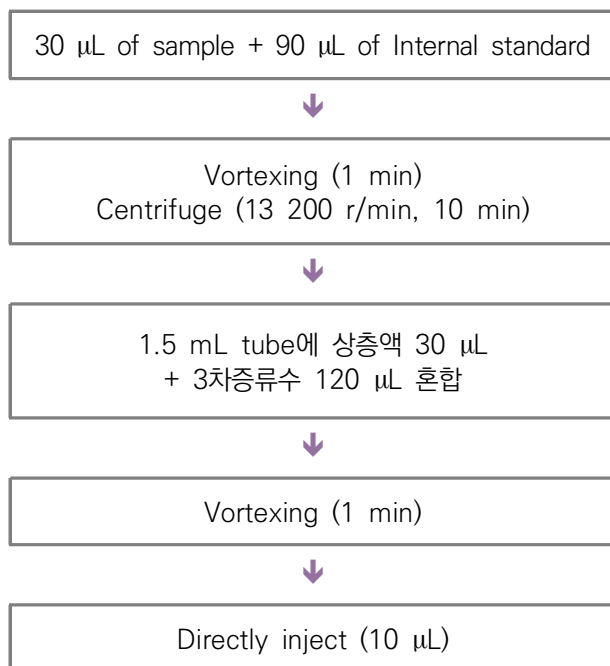 30 μL of sample + 90 μL of Internal standard
Vortexing (1 min)
Centrifuge (13 200 r/min, 10 min)
1.5 mL tube에 상층액 30 μL
+ 3차증류수 120 μL 혼합
Vortexing (1 min)
Directly inject (10 μL)